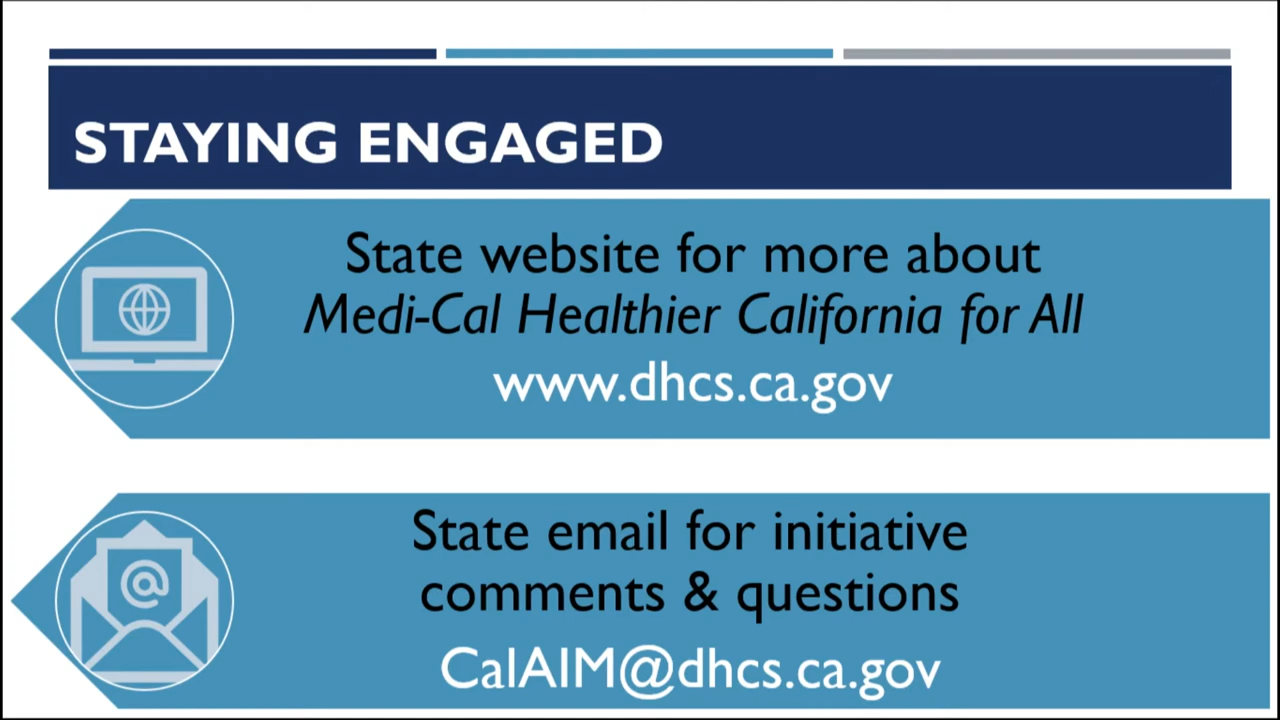 STAYING ENGAGED
State website for more about
Medi-Cal Healthier California for All
www.dhcs.ca.gov
State email for initiative
comments & questions
CalAIM@dhcs.ca.gov